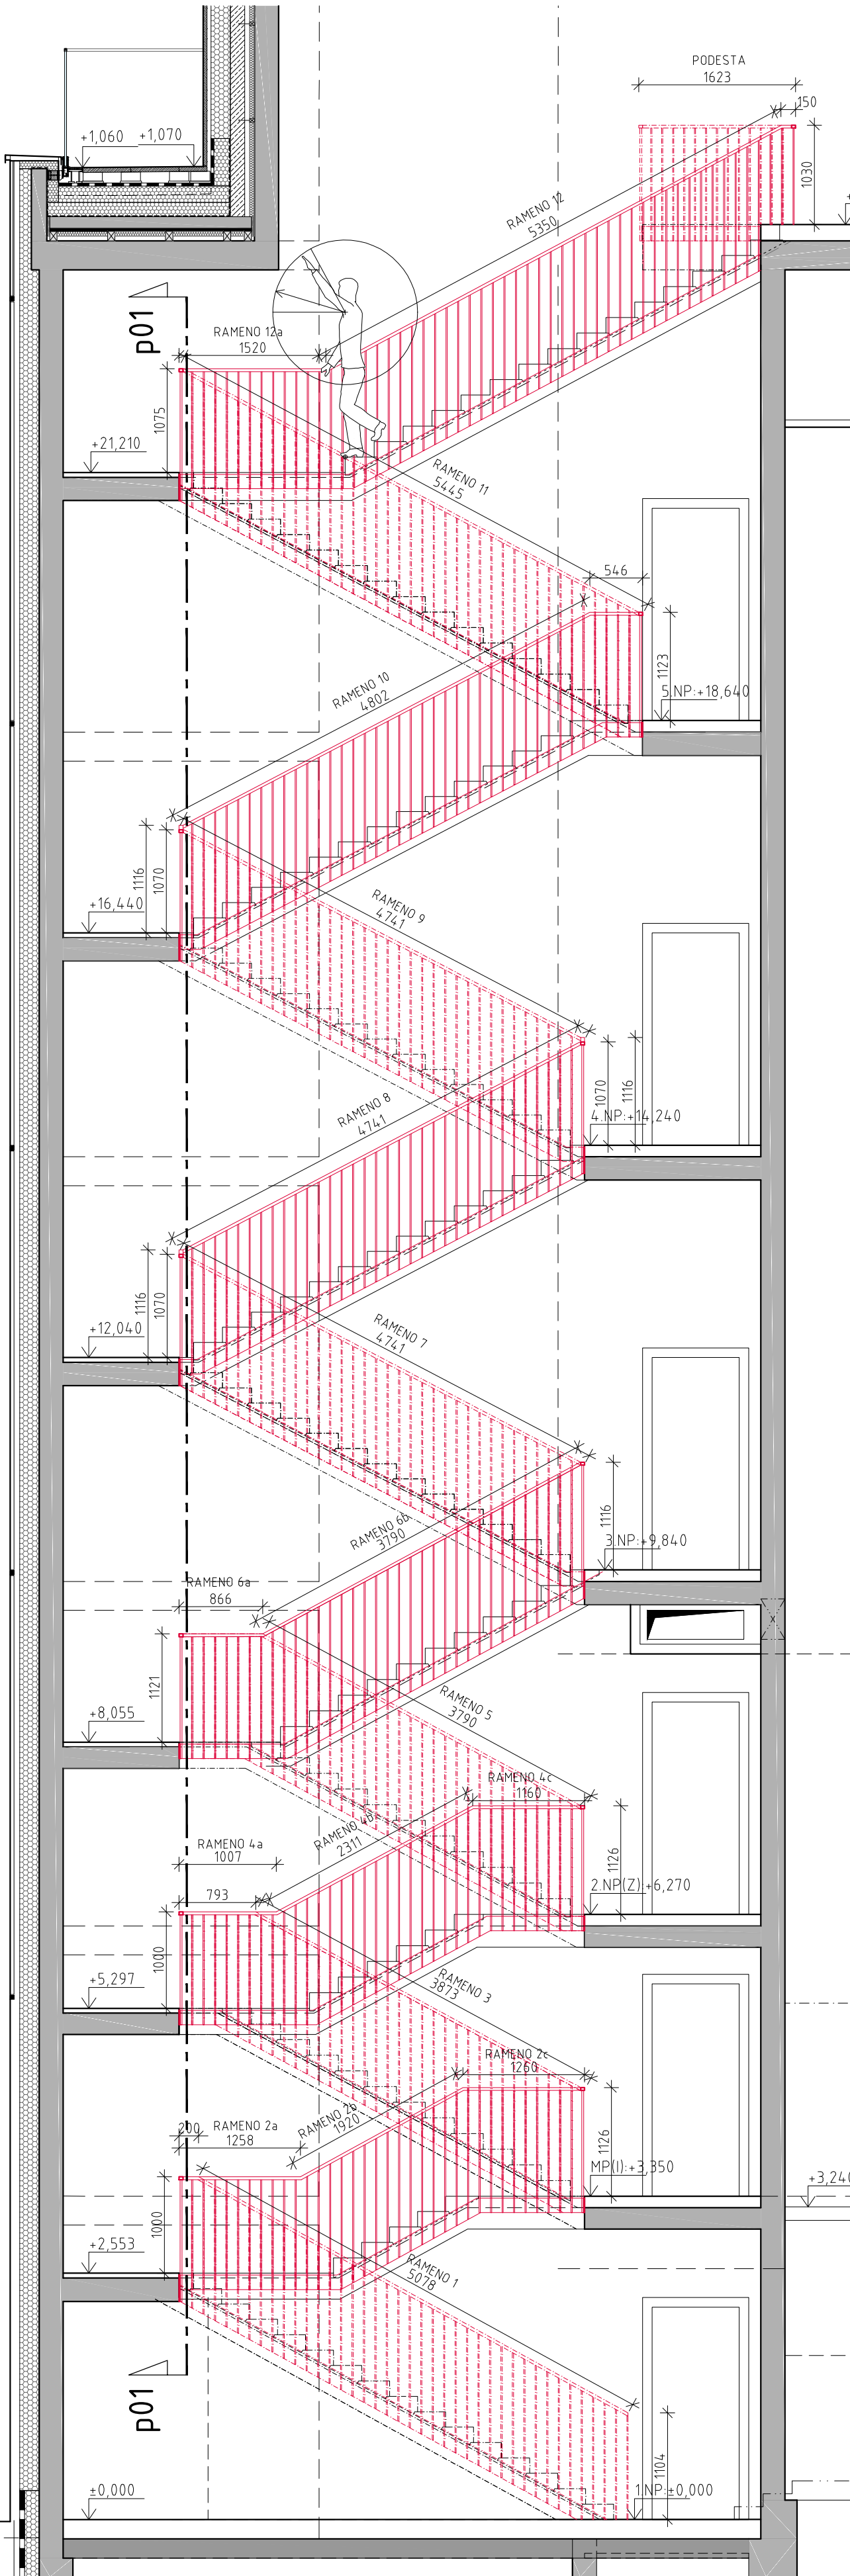 PODESTA
1623
150
+1,060
+1,070
1030
RAMENO 12
5350
p01
RAMENO 12a
1520
1075
+21,210
RAMENO 11
5445
546
1123
5.NP:+18,640
RAMENO 10
4802
1116
1070
+16,440
RAMENO 9
4741
1070
1116
4.NP:+14,240
RAMENO 8
4741
1116
1070
+12,040
RAMENO 7
4741
1116
3.NP:+9,840
RAMENO 6b
3790
RAMENO 6a
866
1121
+8,055
RAMENO 5
3790
RAMENO 4c
1160
RAMENO 4b
2311
RAMENO 4a
1007
793
1126
2.NP(Z):+6,270
1000
+5,297
RAMENO 3
3873
RAMENO 2c
1260
RAMENO 2b
1920
200
RAMENO 2a
1258
1126
MP(I):+3,350
+3,240
1000
+2,553
RAMENO 1
5078
p01
1104
±0,000
1NP:±0,000